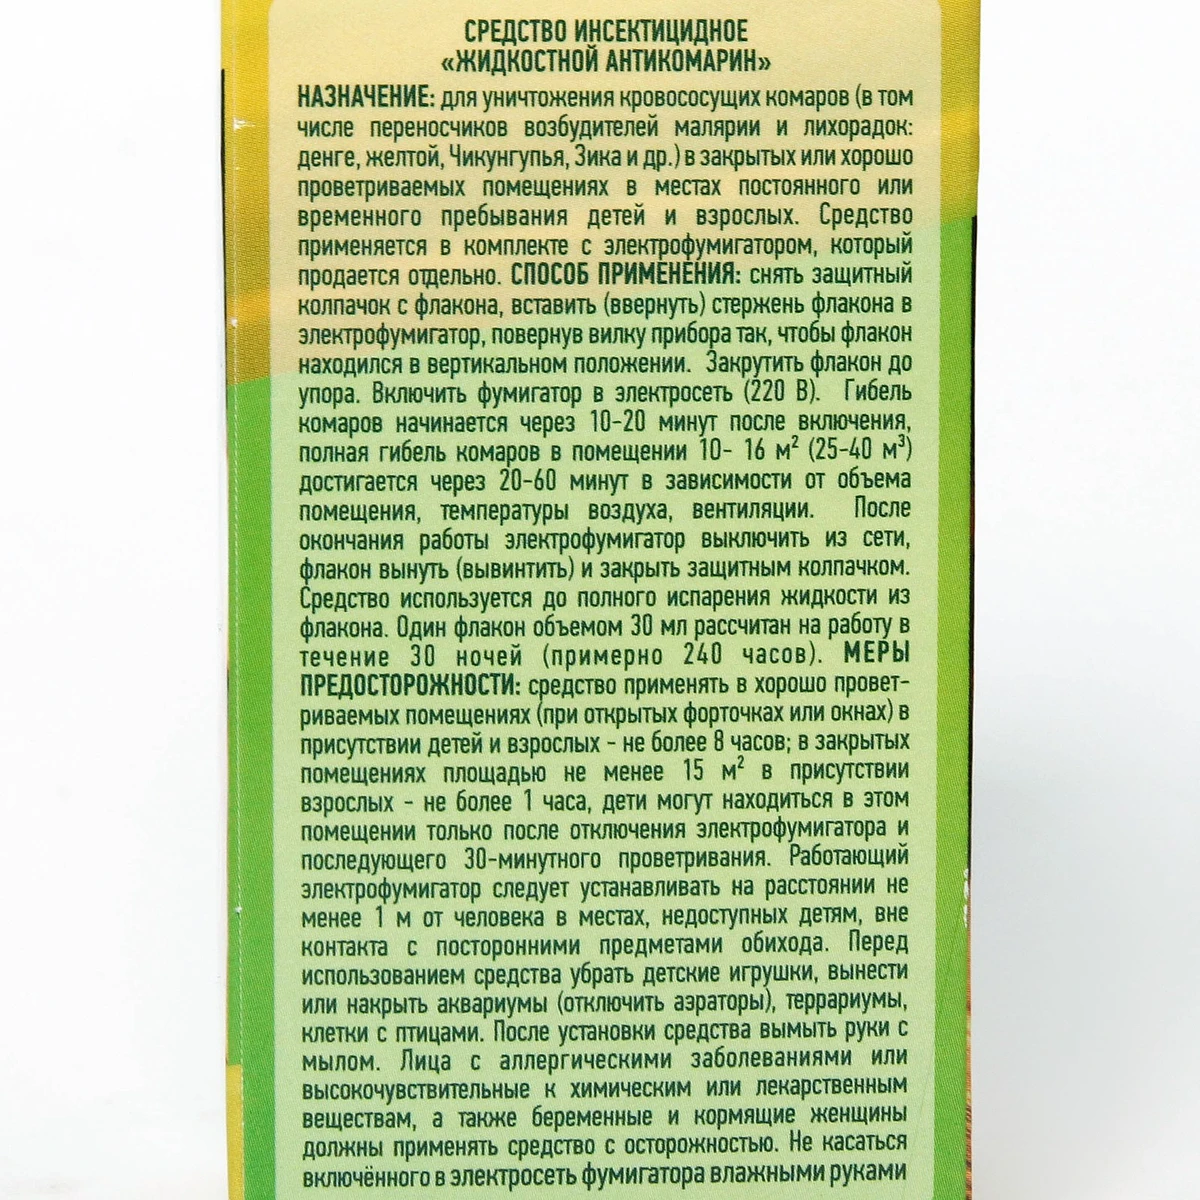 СРЕДСТВО ИНСЕКТИЦИДНОЕ
«ЖИДКОСТНОЙ АНТИКОМАРИН»
НАЗНАЧЕНИЕ: для уничтожения кровососущих комаров (в том
числе переносчиков возбудителей малярии и лихорадок:
денге, желтой, Чикунгунья, Зика и др.) в закрытых или хорошо
проветриваемых помещениях в местах постоянного или
временного пребывания детей и взрослых. Средство
применяется в комплекте с электрофумигатором, который
продается отдельно. СПОСОБ ПРИМЕНЕНИЯ: снять защитный
колпачок с флакона, вставить (ввернуть) стержень флакона в
электрофумигатор, повернув вилку прибора так, чтобы флакон
находился в вертикальном положении. Закрутить флакон до
упора. Включить фумигатор в электросеть (220 В). Гибель
комаров начинается через 10-20 минут после включения,
полная гибель комаров в помещении 10- 16 м² (25-40 м³)
достигается через 20-60 минут в зависимости от объема
помещения, температуры воздуха, вентиляции. После
окончания работы электрофумигатор выключить из сети,
флакон вынуть (вывинтить) и закрыть защитным колпачком.
Средство используется до полного испарения жидкости из
флакона. Один флакон объемом 30 мл рассчитан на работу в
течение 30 ночей (примерно 240 часов). МЕРЫ
ПРЕДОСТОРОЖНОСТИ: средство применять в хорошо провет-
риваемых помещениях (при открытых форточках или окнах) в
присутствии детей и взрослых - не более 8 часов; в закрытых
помещениях площадью не менее 15 м² в присутствии
взрослых - не более 1 часа, дети могут находиться в этом
помещении только после отключения электрофумигатора и
последующего 30-минутного проветривания. Работающий
электрофумигатор следует устанавливать на расстоянии не
менее 1 м от человека в местах, недоступных детям, вне
контакта с посторонними предметами обихода. Перед
использованием средства убрать детские игрушки, вынести
или накрыть аквариумы (отключить аэраторы), террариумы,
клетки с птицами. После установки средства вымыть руки с
мылом. Лица с аллергическими заболеваниями или
высокочувствительные к химическим или лекарственным
веществам, а также беременные и кормящие женщины
должны применять средство с осторожностью. Не касаться
включённого в электросеть фумигатора влажными руками